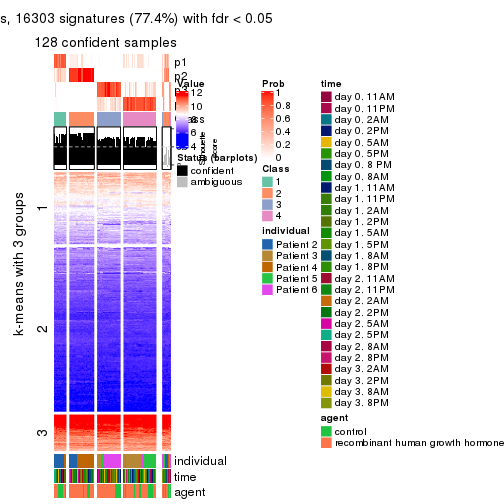 s, 16303 signatures (77.4%) with fdr < 0.05
128 confident samples
p1
p2
Value
12
10
8
6
4
Silhouette
score
Status (barplots)
confident
ambiguous
k-means with 3 groups
1
2
3
individual
time
agent
Prob
1
0.8
0.6
0.4
0.2
0
Class
1
2
3
4
individual
Patient 2
Patient 3
Patient 4
Patient 5
Patient 6
time
day 0. 11AM
day 0. 11PM
day 0. 2AM
day 0. 2PM
day 0. 5AM
day 0. 5PM
day 0. 8 PM
day 0. 8AM
day 1. 11AM
day 1. 11PM
day 1. 2AM
day 1. 2PM
day 1. 5AM
day 1. 5PM
day 1. 8AM
day 1. 8PM
day 2. 11AM
day 2. 11PM
day 2. 2AM
day 2. 2PM
day 2. 5AM
day 2. 5PM
day 2. 8AM
day 2. 8PM
day 3. 2AM
day 3. 2PM
day 3. 8AM
day 3. 8PM
agent
control
recombinant human growth hormone